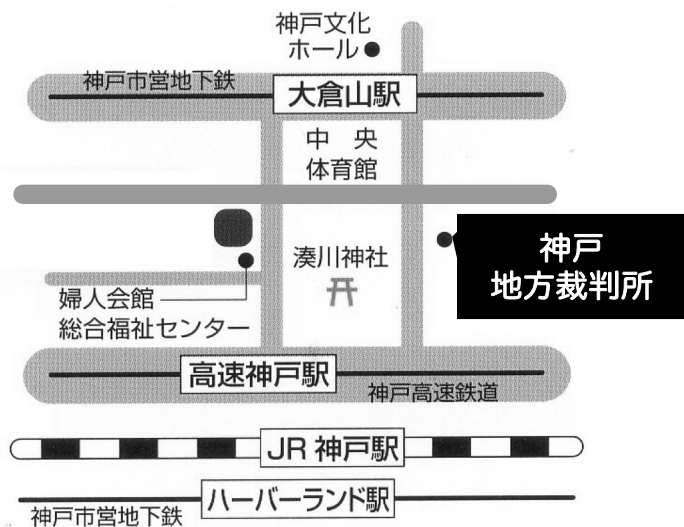 神戸文化
ホール
神戸市営地下鉄
大倉山駅
中 央
体育館
神戸
地方裁判所
湊川神社
婦人会館
総合福祉センター
高速神戸駅
神戸高速鉄道
JR 神戸駅
ハーバーランド駅
神戸市営地下鉄